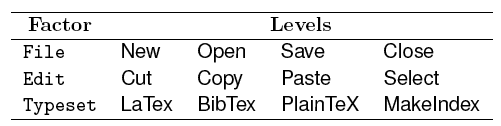 Factor Levels
File New Open Save Close
Edit Cut Copy Paste Select
Typeset LaTex BibTex PlainTeX MakeIndex